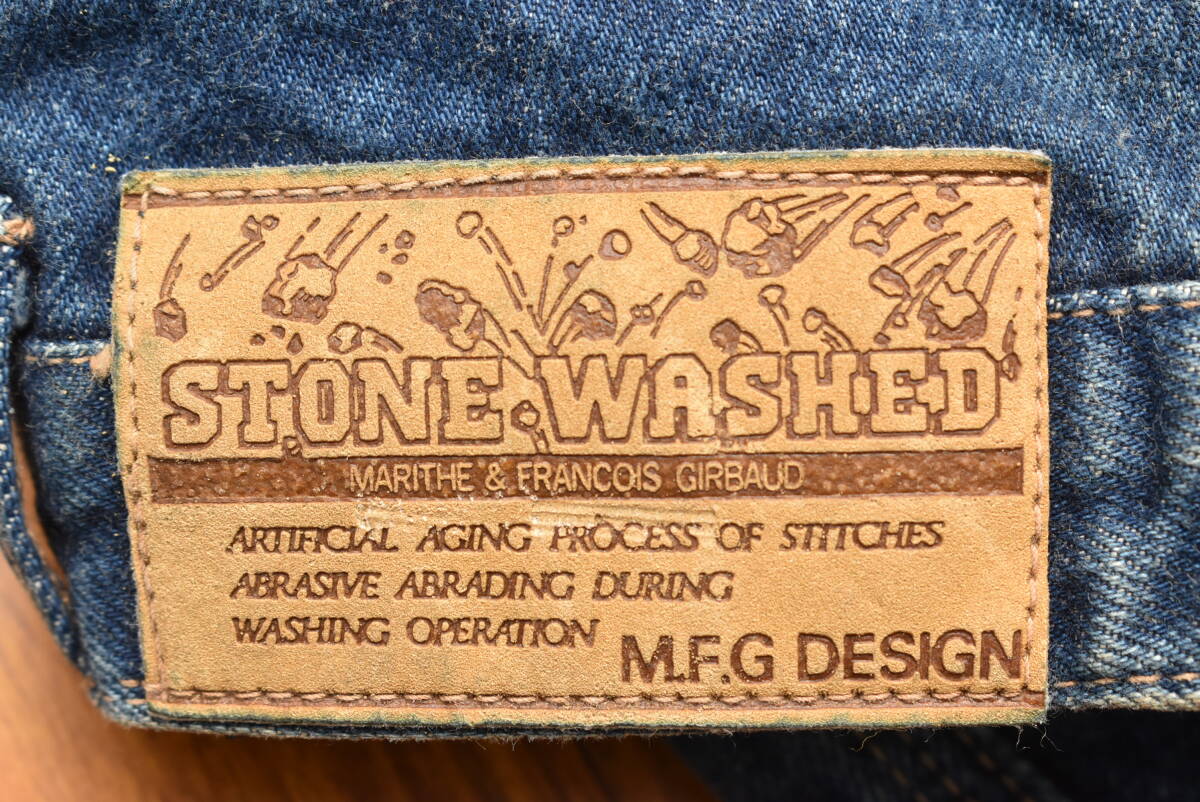 STONE WASHED
MARITHE & FRANCOIS GIRBAUD
ARTIFICIAL AGING PROCESS OF STITCHES
ABRASIVE ABRADING DURING
WASHING OPERATION
M.F.G DESIGN